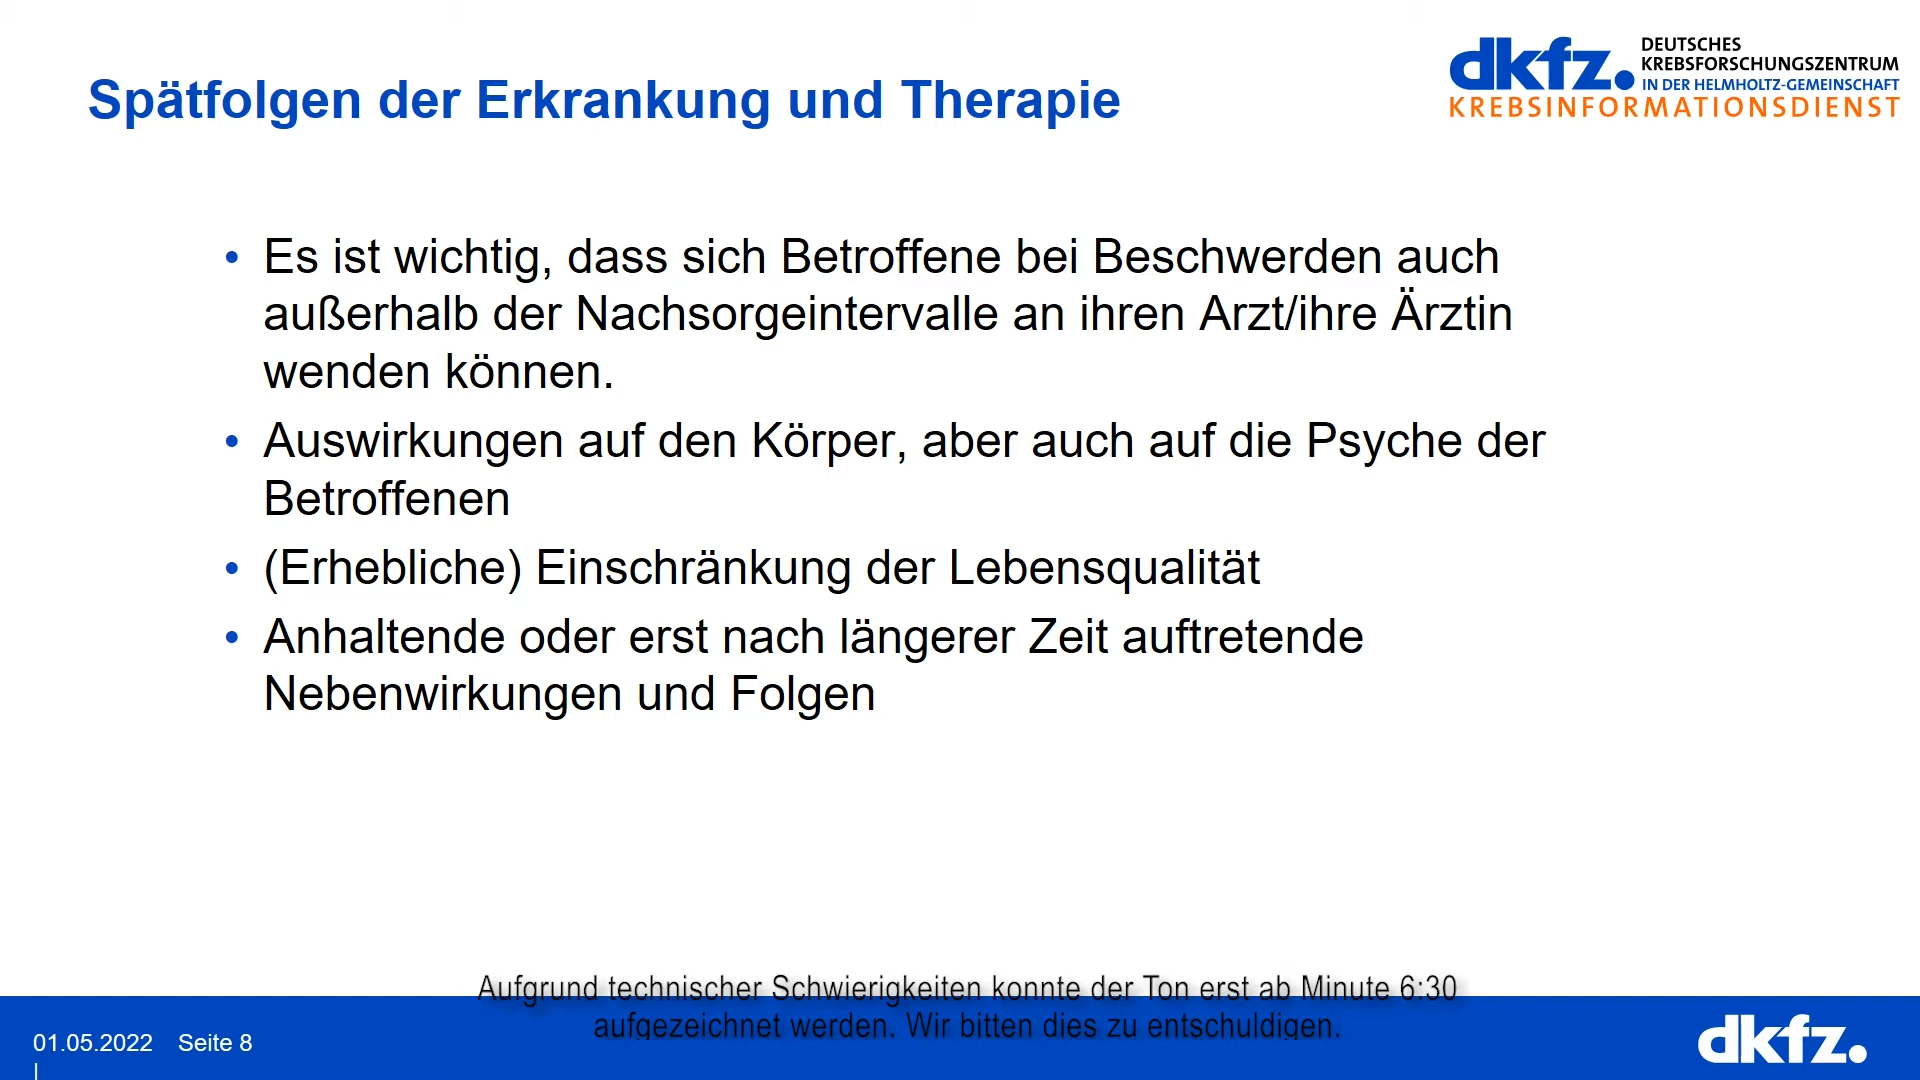 Spätfolgen der Erkrankung und Therapie
dkfz. DEUTSCHES
KREBSFORSCHUNGSZENTRUM
IN DER HELMHOLTZ-GEMEINSCHAFT
KREBSINFORMATIONSDIENST
• Es ist wichtig, dass sich Betroffene bei Beschwerden auch
außerhalb der Nachsorgeintervalle an ihren Arzt/ihre Ärztin
wenden können.
• Auswirkungen auf den Körper, aber auch auf die Psyche der
Betroffenen
• (Erhebliche) Einschränkung der Lebensqualität
• Anhaltende oder erst nach längerer Zeit auftretende
Nebenwirkungen und Folgen
Aufgrund technischer Schwierigkeiten konnte der Ton erst ab Minute 6:30
aufgezeichnet werden. Wir bitten dies zu entschuldigen.
01.05.2022 Seite 8
|
dkfz.